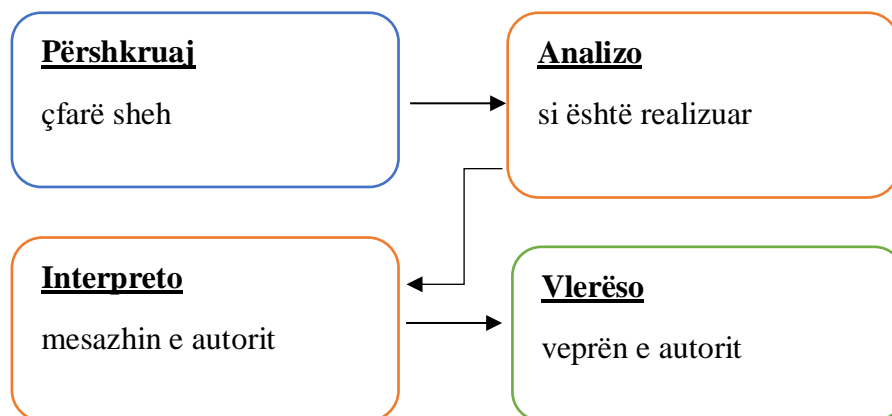 Përshkruaj
çfarë sheh
Analizo
si është realizuar
Interpreto
mesazhin e autorit
Vlerëso
veprën e autorit